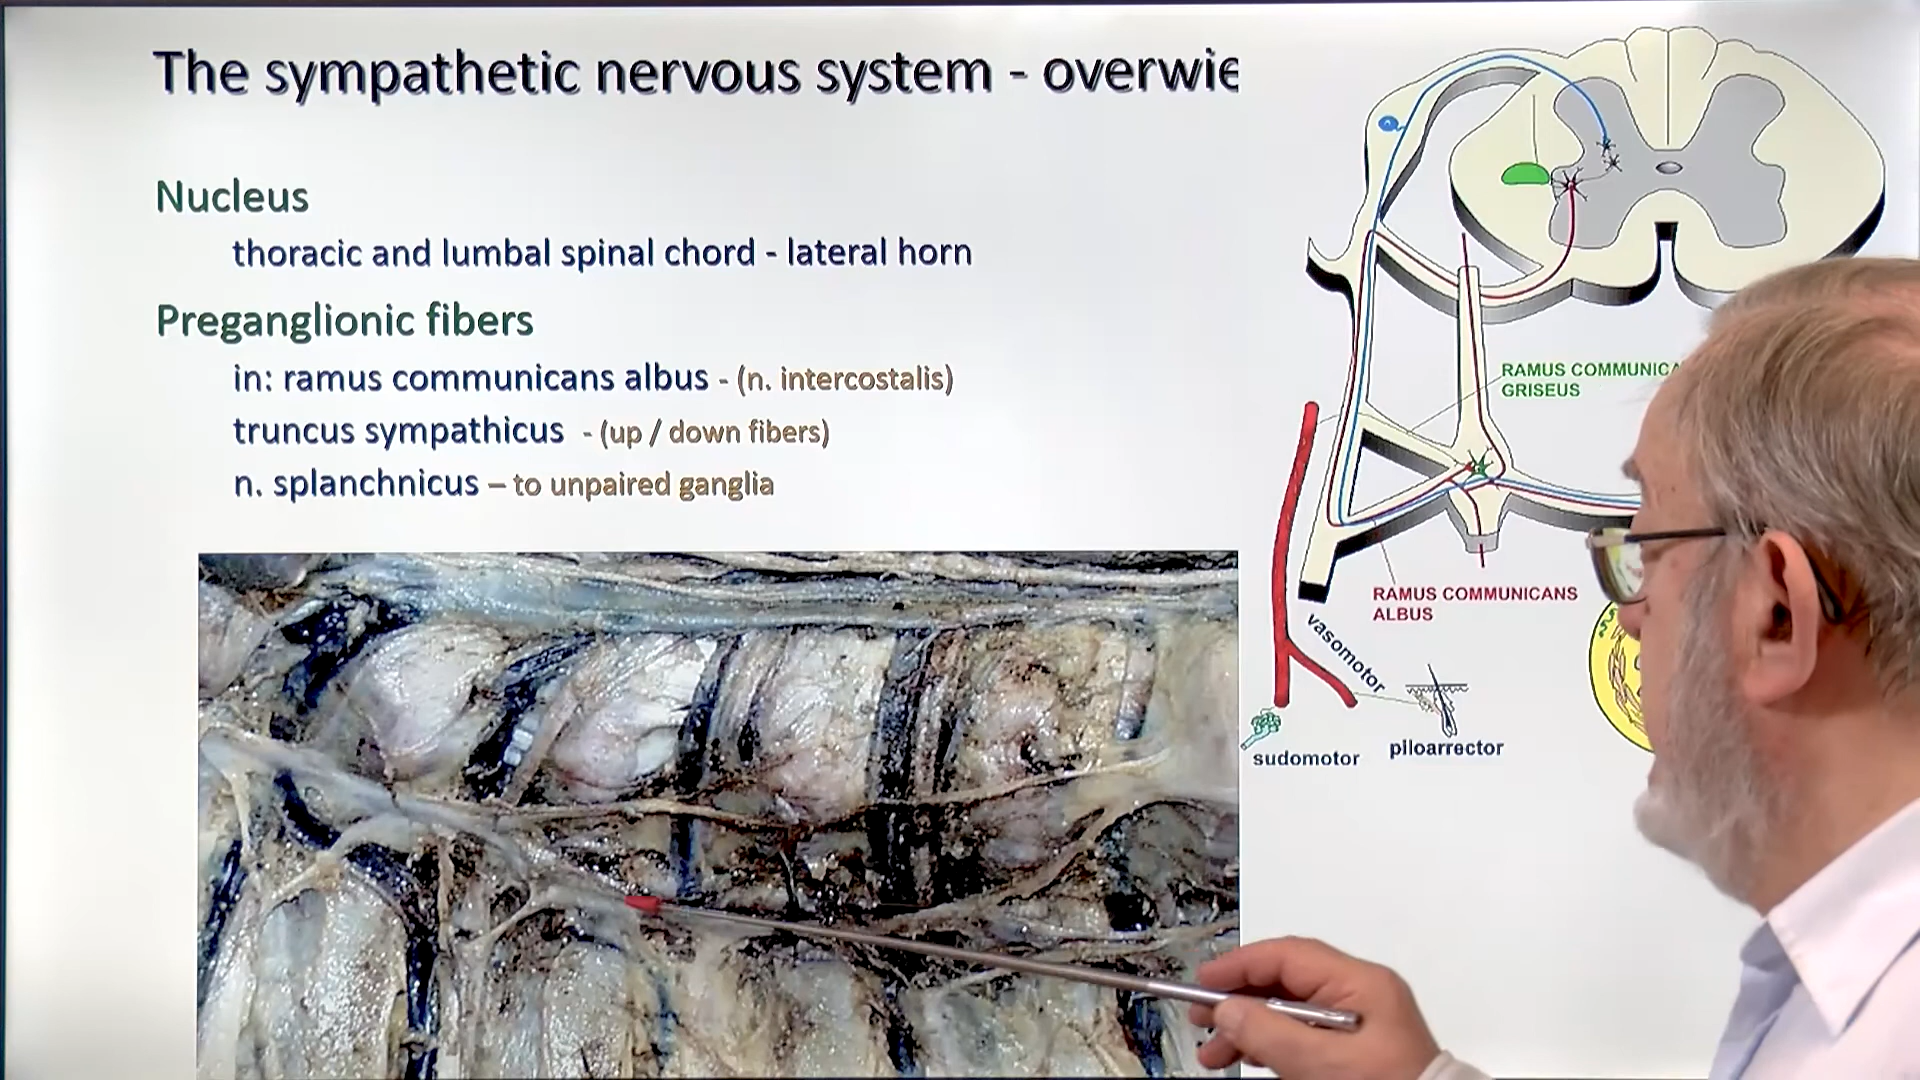 The sympathetic nervous system - overwie
Nucleus
thoracic and lumbal spinal chord - lateral horn
Preganglionic fibers
in: ramus communicans albus - (n. intercostalis)
truncus sympathicus - (up / down fibers)
n. splanchnicus – to unpaired ganglia
RAMUS COMMUNICA
GRISEUS
RAMUS COMMUNICANS
ALBUS
vasomotor
sudomotor
piloarrector